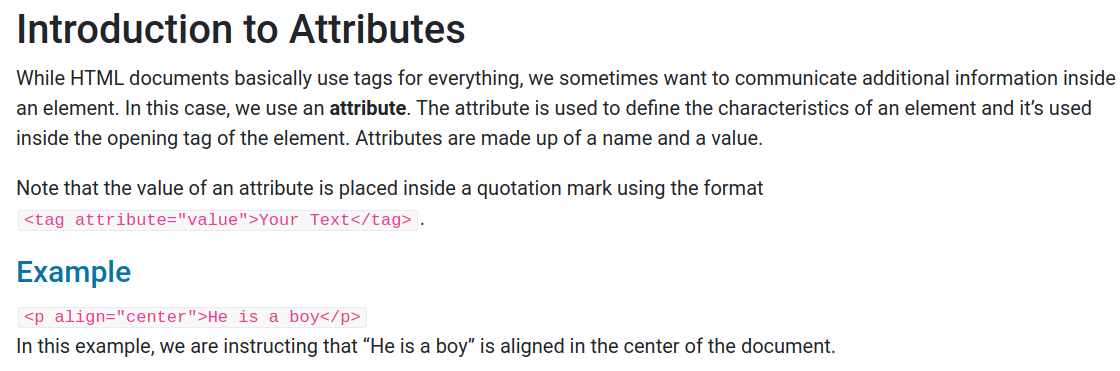 Introduction to Attributes
While HTML documents basically use tags for everything, we sometimes want to communicate additional information inside
an element. In this case, we use an attribute. The attribute is used to define the characteristics of an element and it’s used
inside the opening tag of the element. Attributes are made up of a name and a value.
Note that the value of an attribute is placed inside a quotation mark using the format
<tag attribute="value">Your Text</tag> .
Example
<p align="center">He is a boy</p>
In this example, we are instructing that “He is a boy” is aligned in the center of the document.